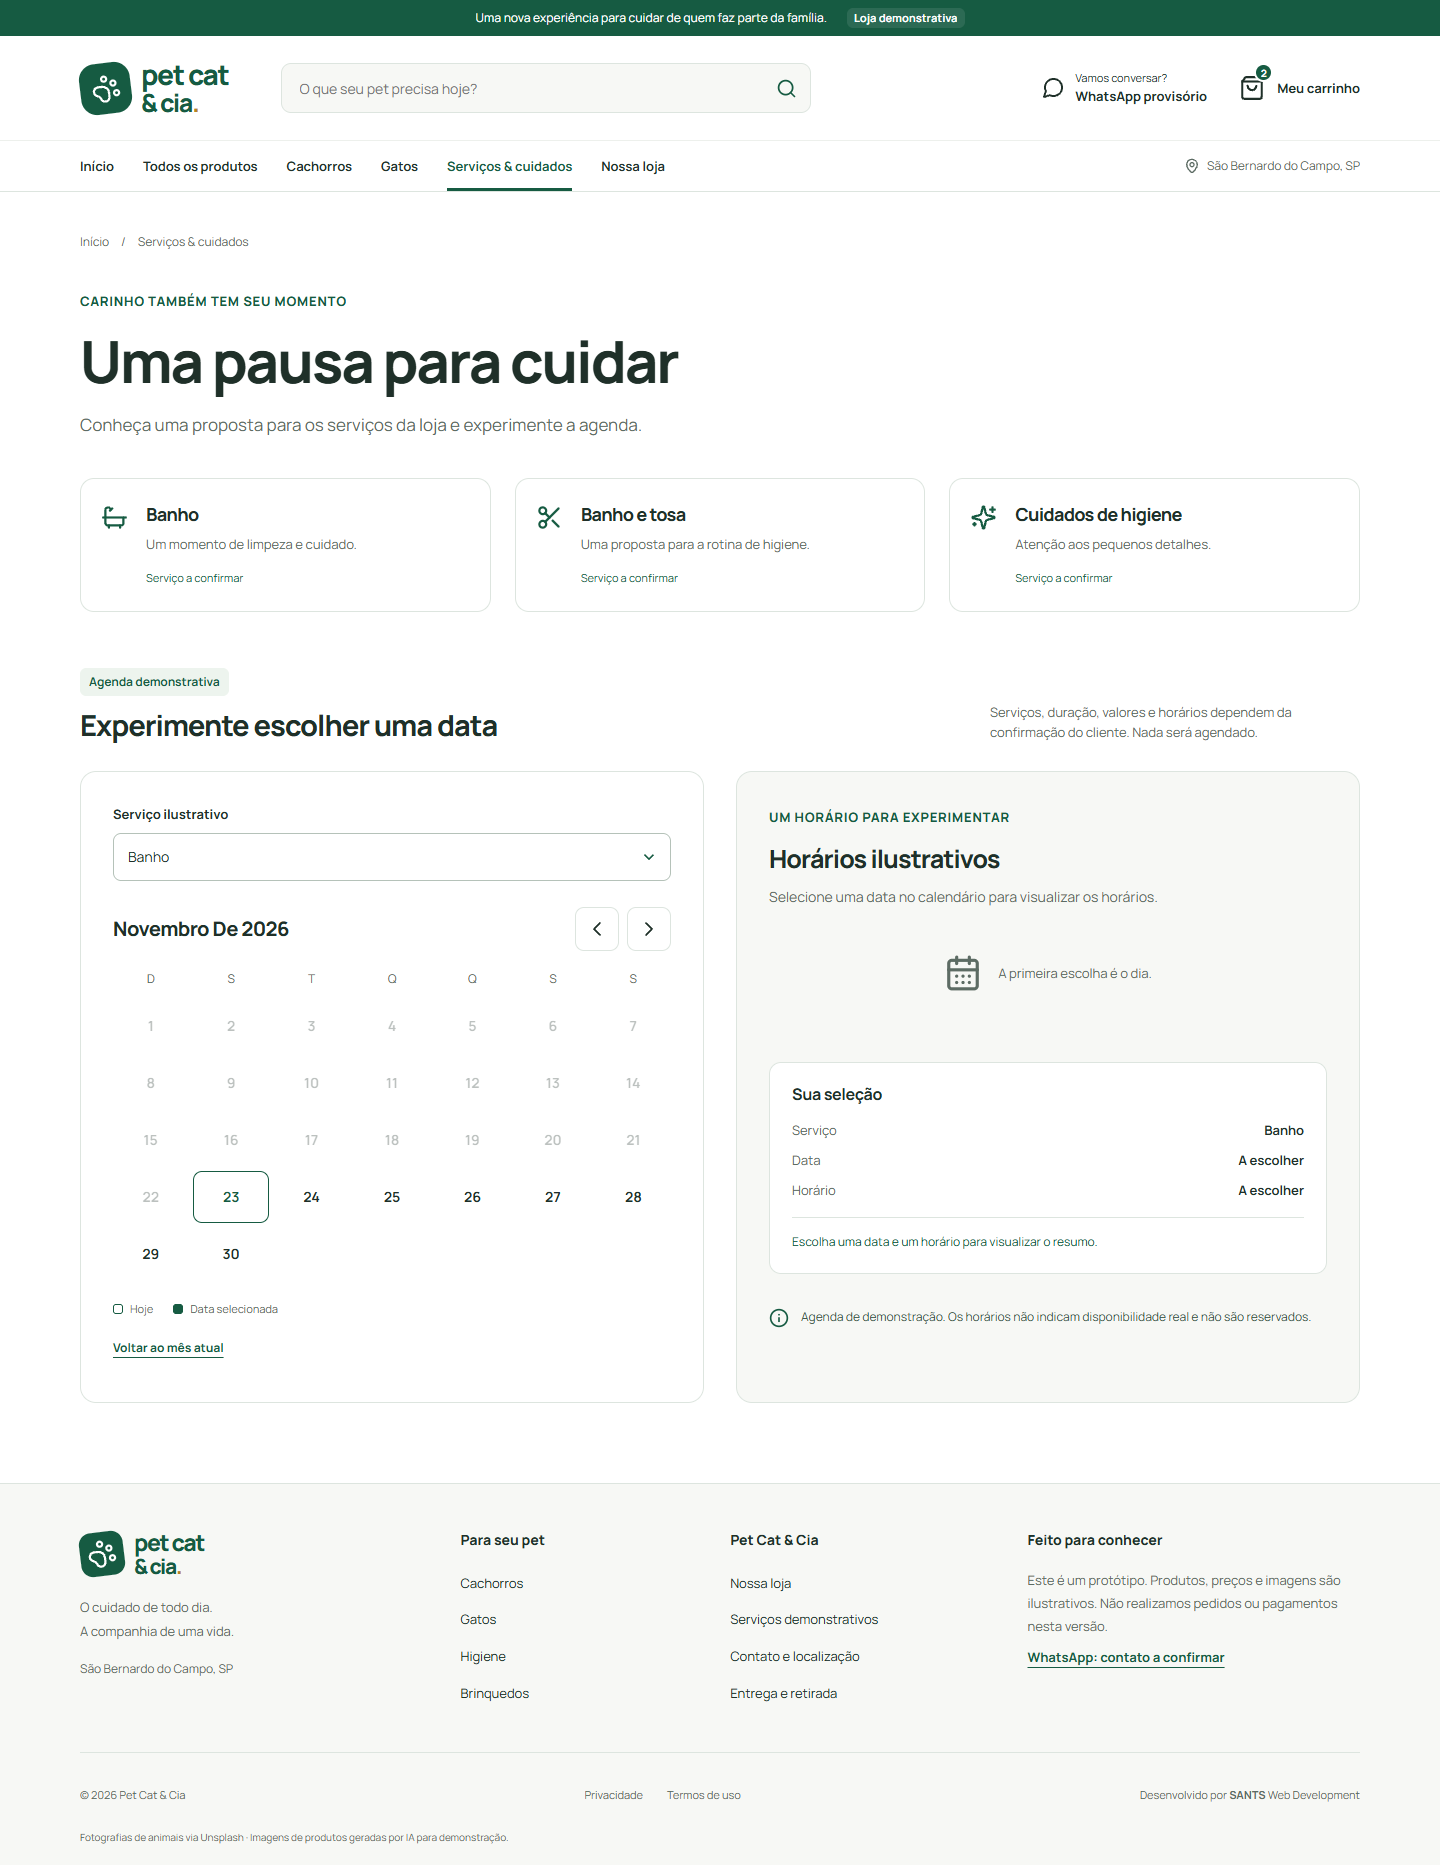 Uma nova experiência para cuidar de quem faz parte da família. Loja demonstrativa
pet cat
& cia.
O que seu pet precisa hoje?
Vamos conversar?
WhatsApp provisório
2
Meu carrinho
Início Todos os produtos Cachorros Gatos Serviços & cuidados Nossa loja São Bernardo do Campo, SP
Início / Serviços & cuidados
CARINHO TAMBÉM TEM SEU MOMENTO
Uma pausa para cuidar
Conheça uma proposta para os serviços da loja e experimente a agenda.
Banho
Um momento de limpeza e cuidado.
Serviço a confirmar
Banho e tosa
Uma proposta para a rotina de higiene.
Serviço a confirmar
Cuidados de higiene
Atenção aos pequenos detalhes.
Serviço a confirmar
Agenda demonstrativa
Experimente escolher uma data
Serviços, duração, valores e horários dependem da
confirmação do cliente. Nada será agendado.
Serviço ilustrativo
Banho
Novembro De 2026
D S T Q Q S S
1 2 3 4 5 6 7
8 9 10 11 12 13 14
15 16 17 18 19 20 21
22 23 24 25 26 27 28
29 30
Hoje Data selecionada
Voltar ao mês atual
UM HORÁRIO PARA EXPERIMENTAR
Horários ilustrativos
Selecione uma data no calendário para visualizar os horários.
A primeira escolha é o dia.
Sua seleção
Serviço Banho
Data A escolher
Horário A escolher
Escolha uma data e um horário para visualizar o resumo.
Agenda de demonstração. Os horários não indicam disponibilidade real e não são reservados.
pet cat
& cia.
O cuidado de todo dia.
A companhia de uma vida.
São Bernardo do Campo, SP
Para seu pet
Cachorros
Gatos
Higiene
Brinquedos
Pet Cat & Cia
Nossa loja
Serviços demonstrativos
Contato e localização
Entrega e retirada
Feito para conhecer
Este é um protótipo. Produtos, preços e imagens são
ilustrativos. Não realizamos pedidos ou pagamentos
nesta versão.
WhatsApp: contato a confirmar
© 2026 Pet Cat & Cia Privacidade Termos de uso Desenvolvido por SANTS Web Development
Fotografias de animais via Unsplash · Imagens de produtos geradas por IA para demonstração.